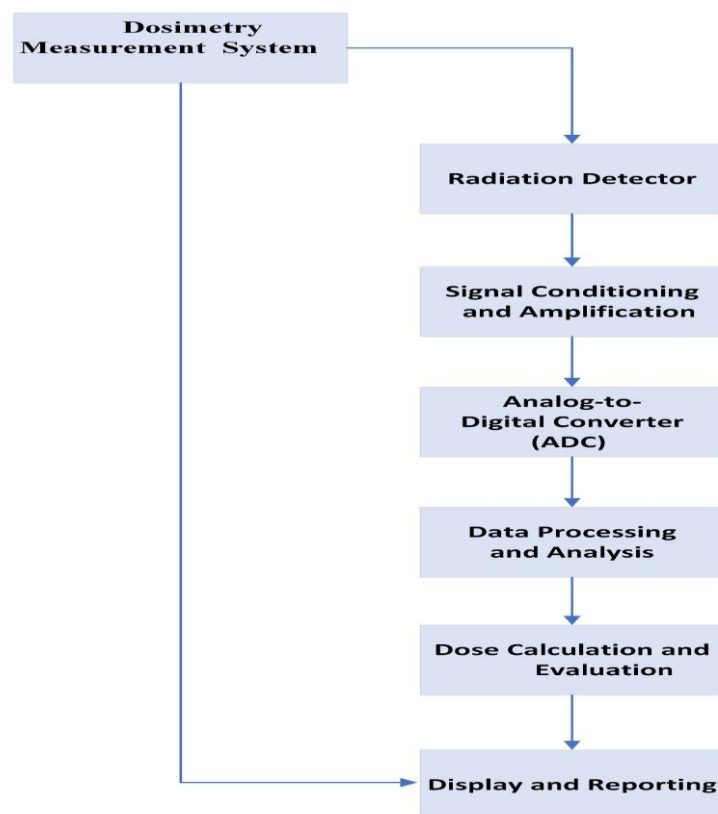 Dosimetry
Measurement System
Radiation Detector
Signal Conditioning
and Amplification
Analog-to-
Digital Converter
(ADC)
Data Processing
and Analysis
Dose Calculation and
Evaluation
Display and Reporting